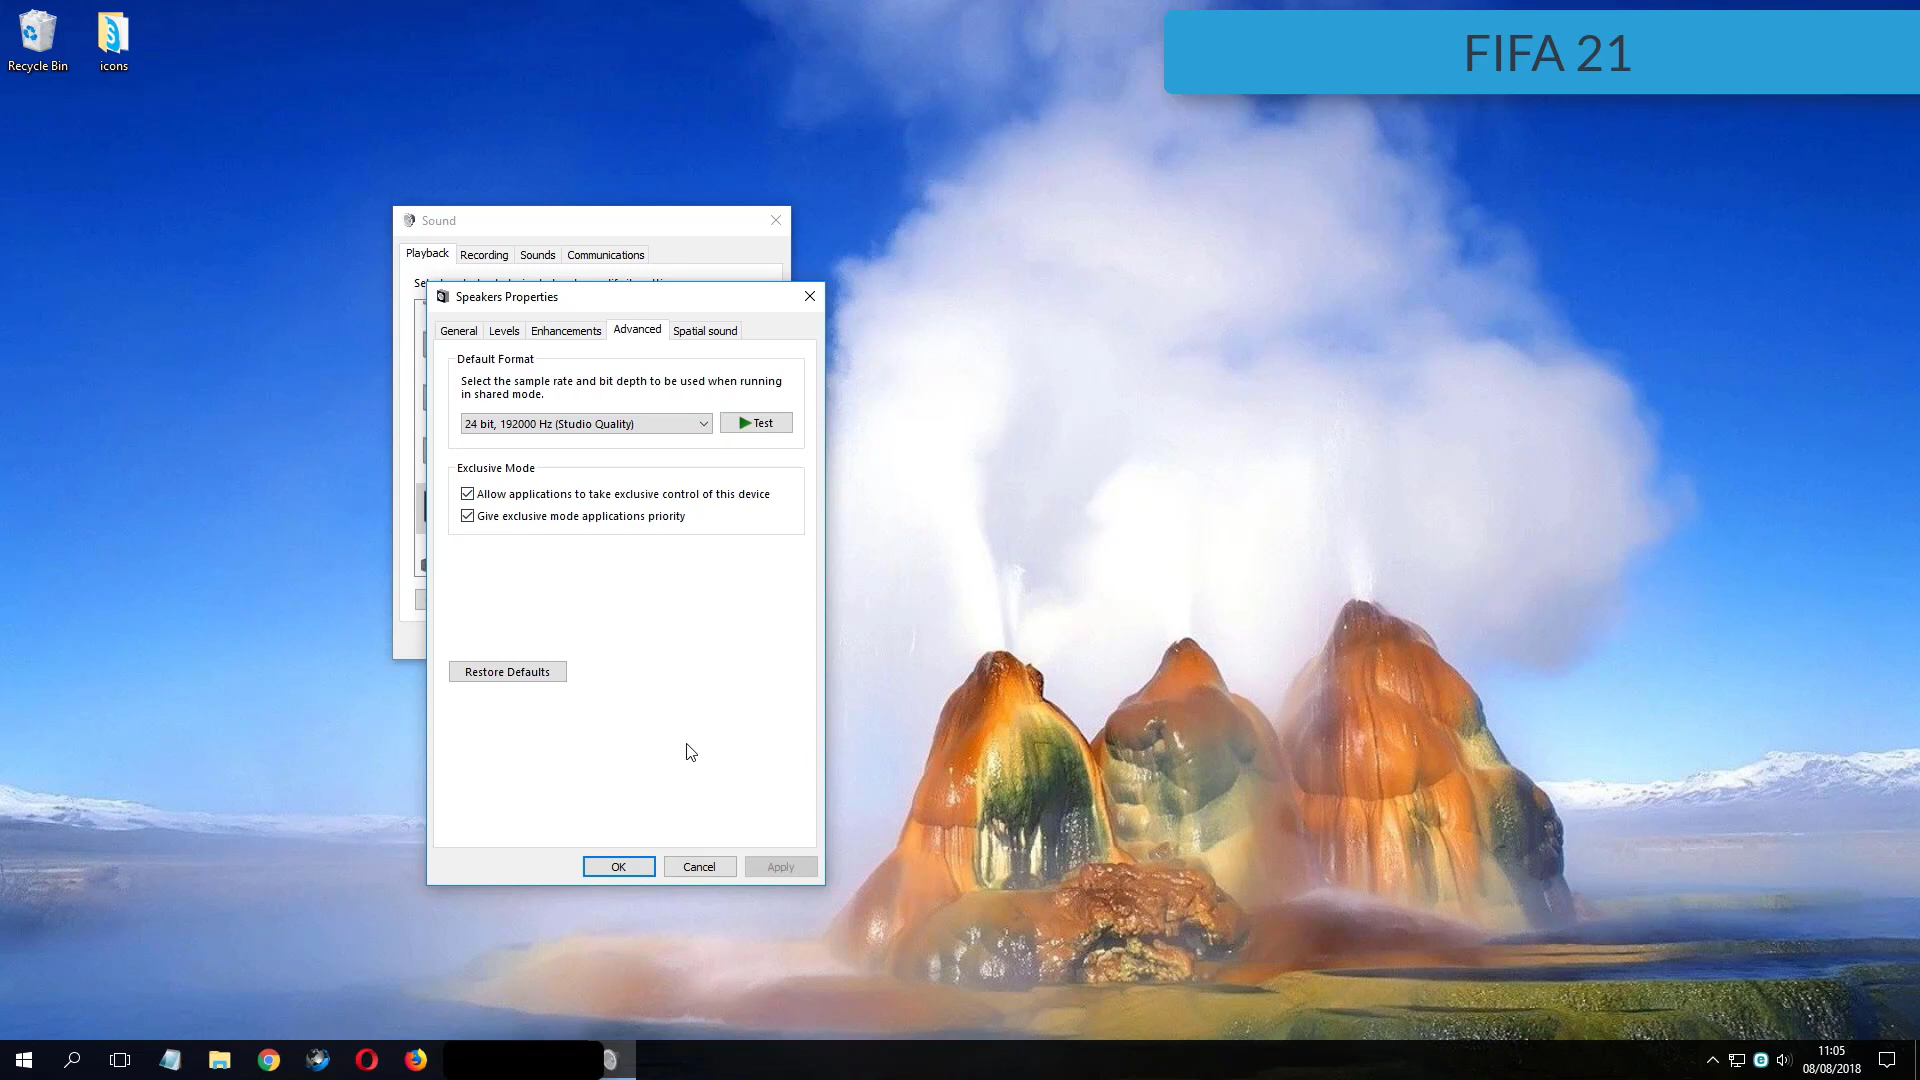 Recycle Bin
icons
FIFA 21
Sound
Playback
Recording
Sounds
Communications
Speakers Properties
General
Levels
Enhancements
Advanced
Spatial sound
Default Format
Select the sample rate and bit depth to be used when running
in shared mode.
24 bit, 192000 Hz (Studio Quality)
Test
Exclusive Mode
Allow applications to take exclusive control of this device
Give exclusive mode applications priority
Restore Defaults
OK
Cancel
Apply
11:05
08/08/2018